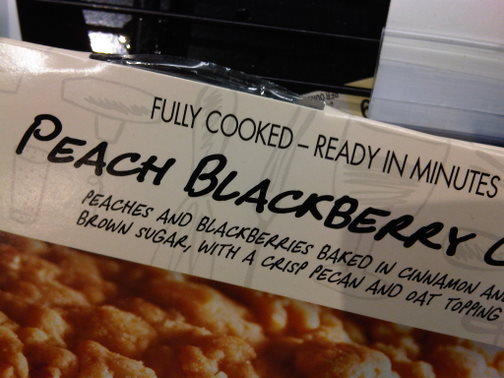 FULLY COOKED – READY IN MINUTES
PEACH BLACKBERRY C
PEACHES AND BLACKBERRIES BAKED IN CINNAMON AN
BROWN SUGAR, WITH A CRISP PECAN AND OAT TOPPING